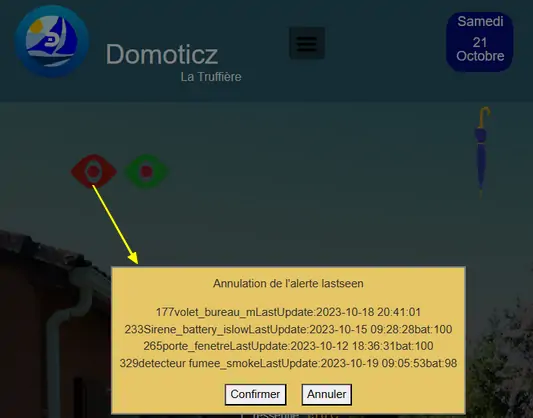 Domoticz
La Truffière
Samedi
21
Octobre
Annulation de l'alerte lastseen
177volet_bureau_mLastUpdate:2023-10-18 20:41:01
233Sirene_battery_islowLastUpdate:2023-10-15 09:28:28bat:100
265porte_fenetreLastUpdate:2023-10-12 18:36:31bat:100
329detecteur fumee_smokeLastUpdate:2023-10-19 09:05:53bat:98
Confirmer
Annuler